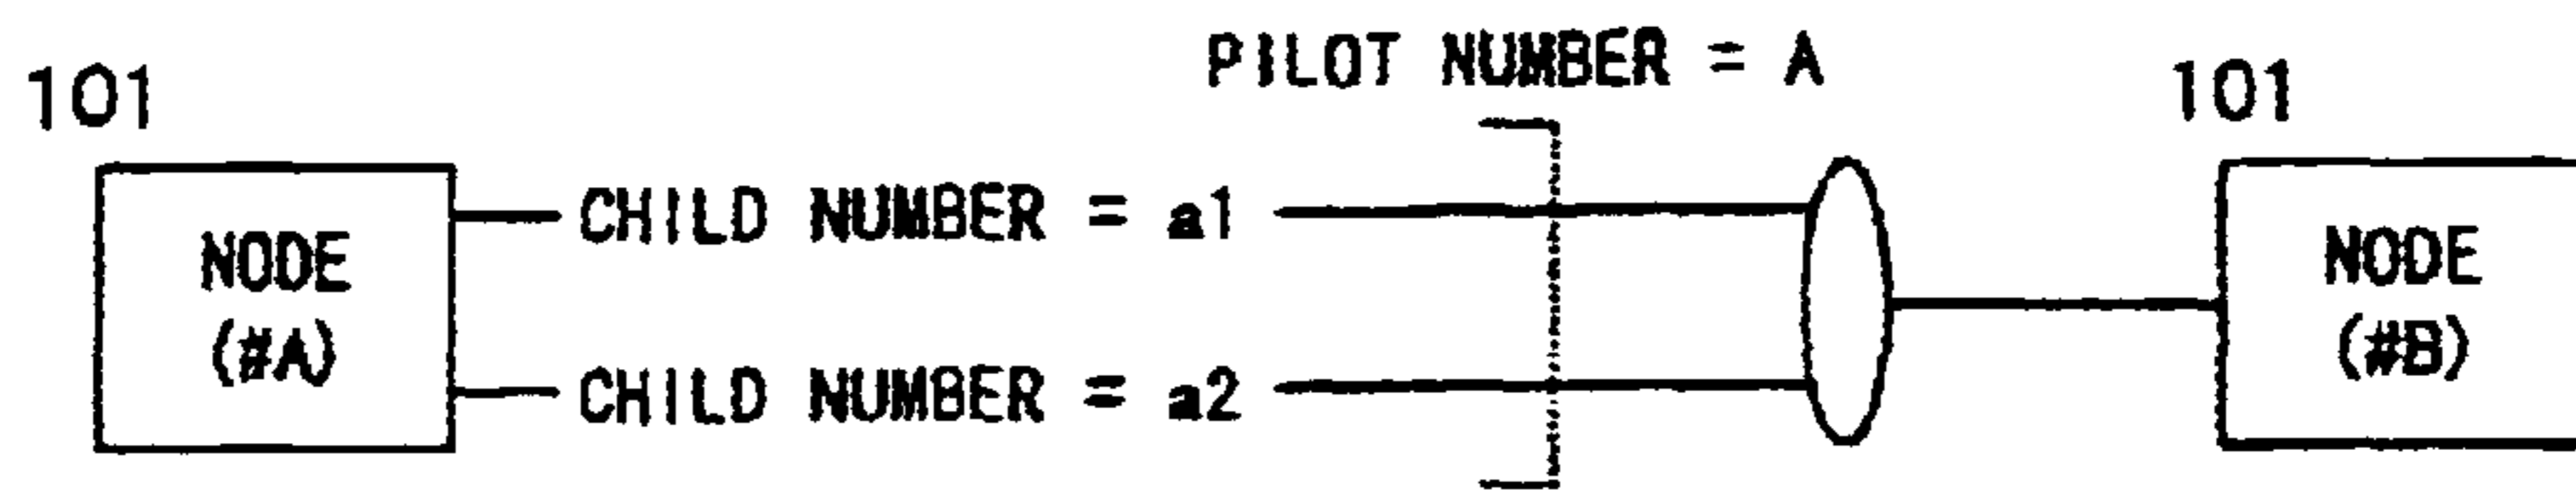 PILOT NUMBER = A
101
101
CHILD NUMBER = a1
NODE
(#A)
CHILD NUMBER = a2
NODE
(#B)